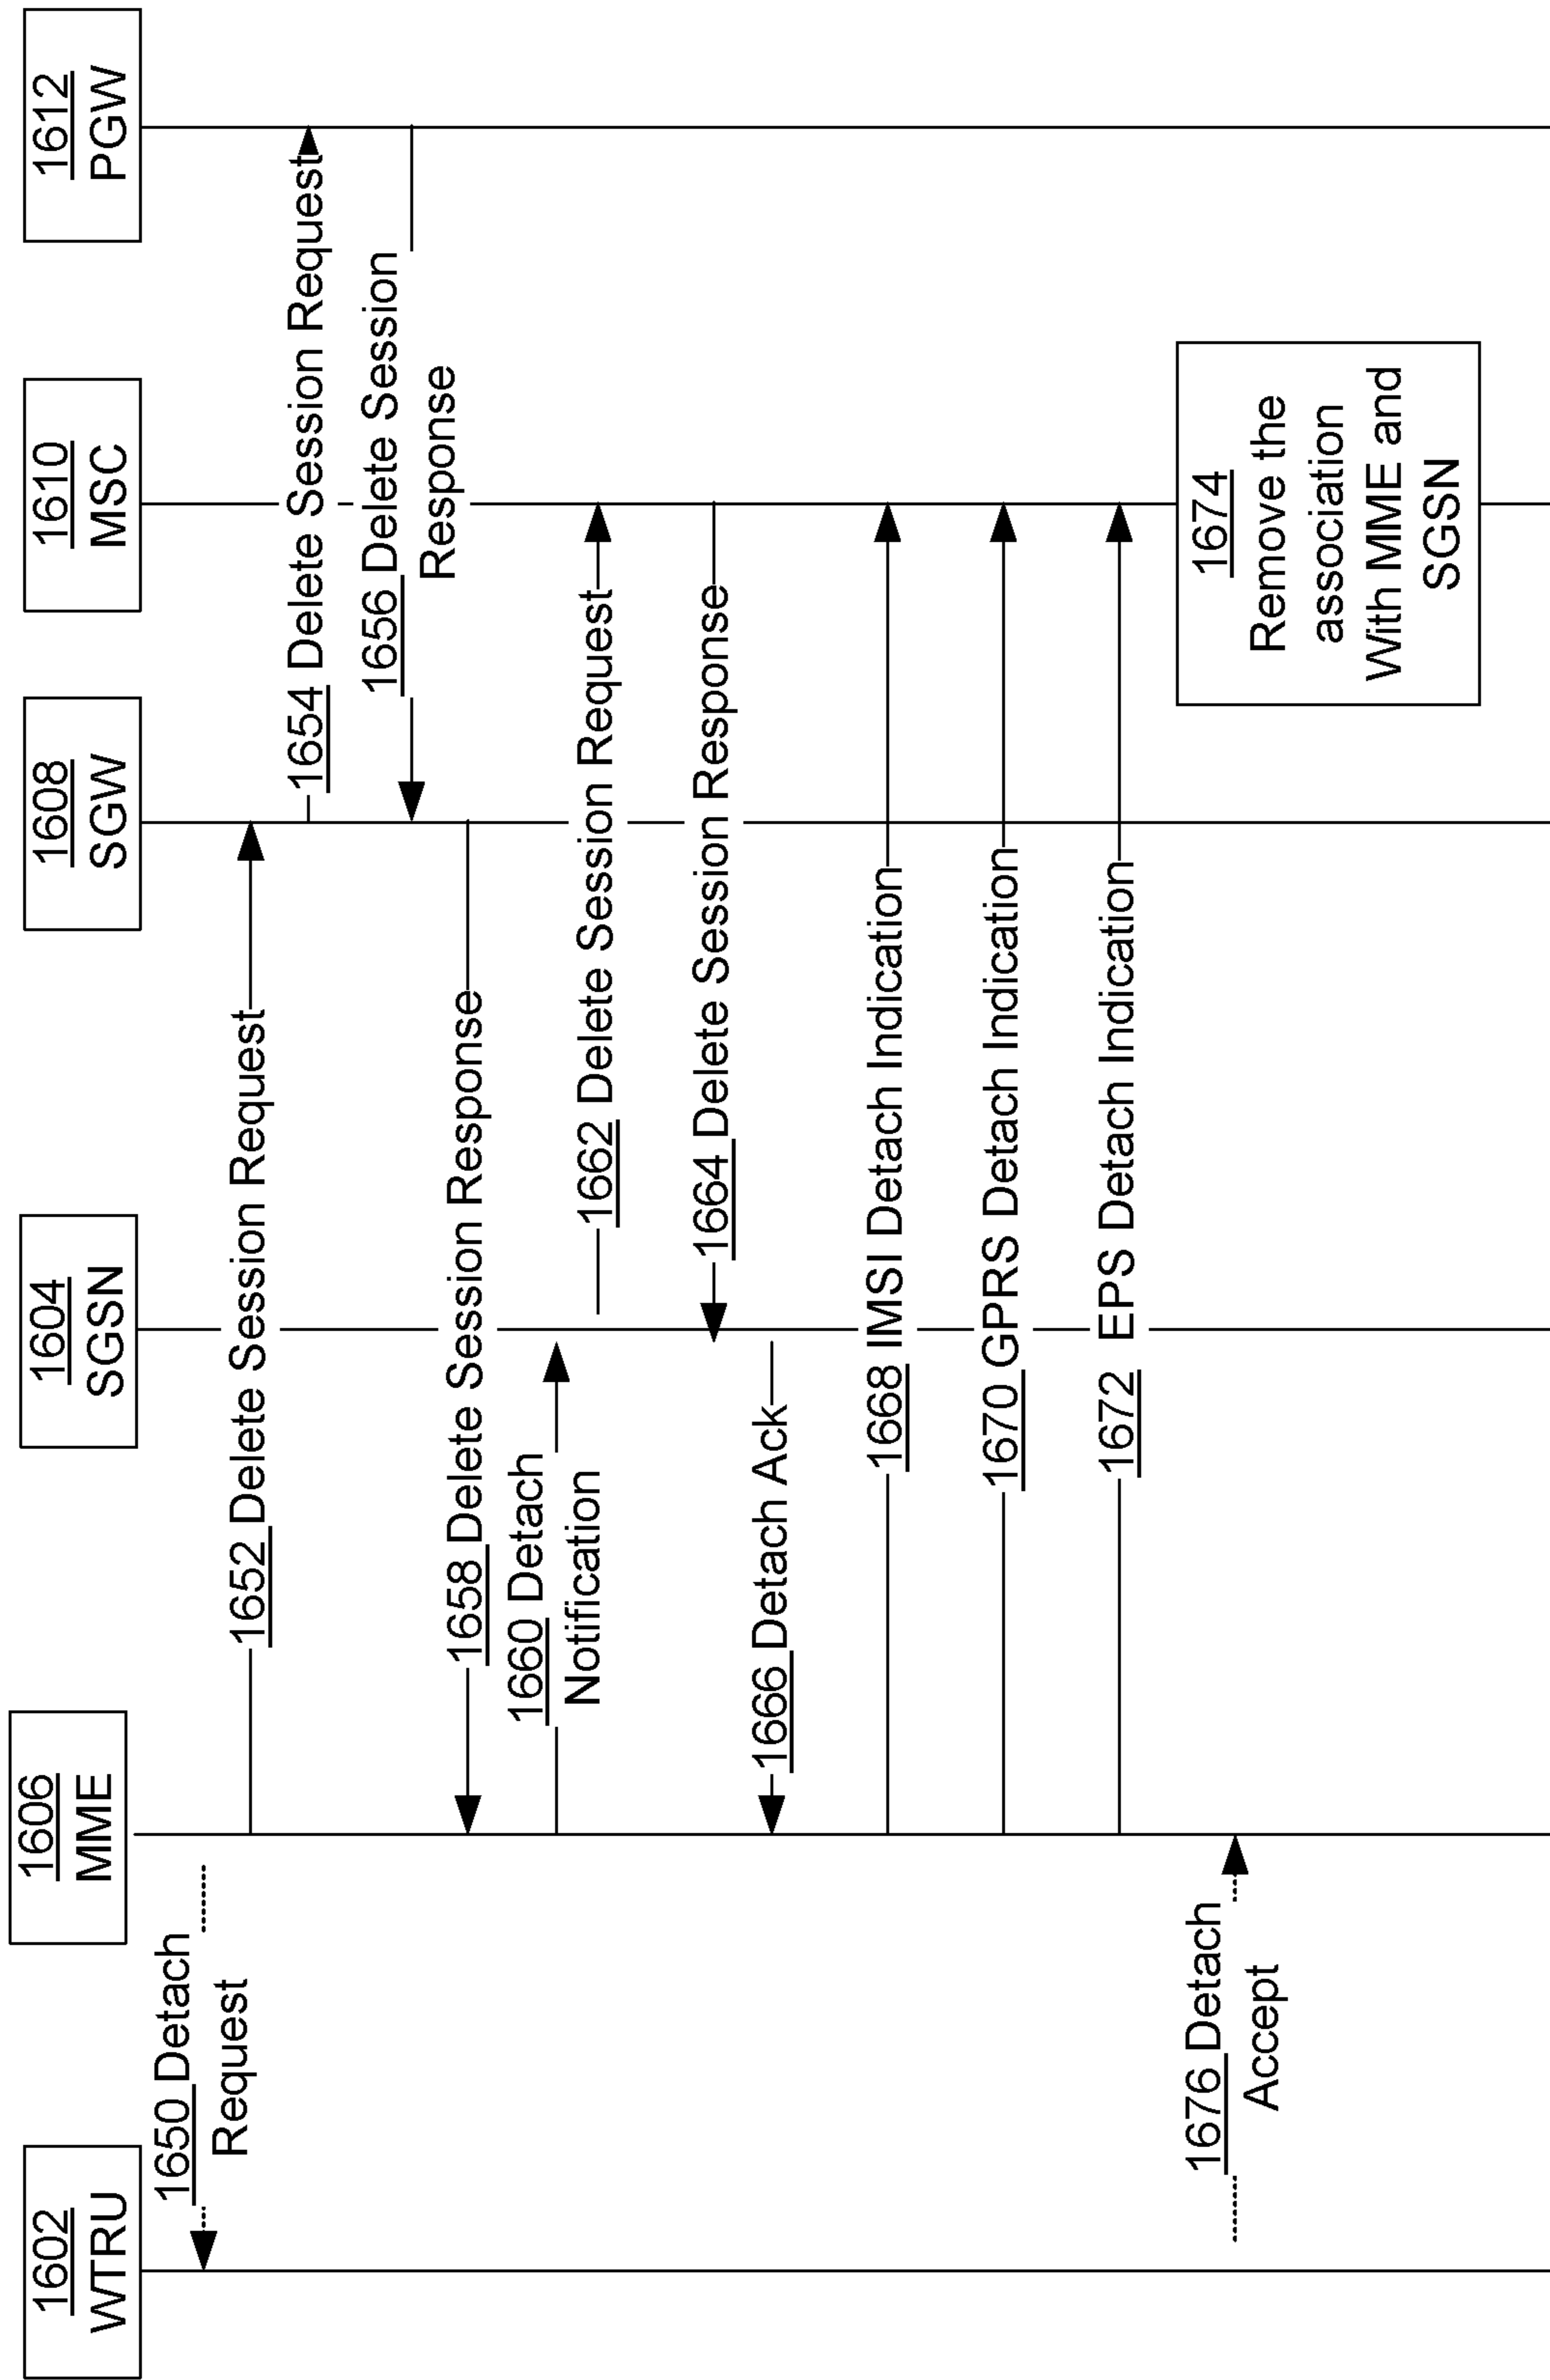 1602
WTRU
1606
MME
1604
SGSN
1608
SGW
1610
MSC
1612
PGW
1650 Detach
Request
1652 Delete Session Request
1654 Delete Session Request
1656 Delete Session
Response
1658 Delete Session Response
1660 Detach
Notification
1662 Delete Session Request
1664 Delete Session Response
1666 Detach Ack
1668 IMSI Detach Indication
1670 GPRS Detach Indication
1672 EPS Detach Indication
1674
Remove the
association
With MME and
SGSN
1676 Detach
Accept